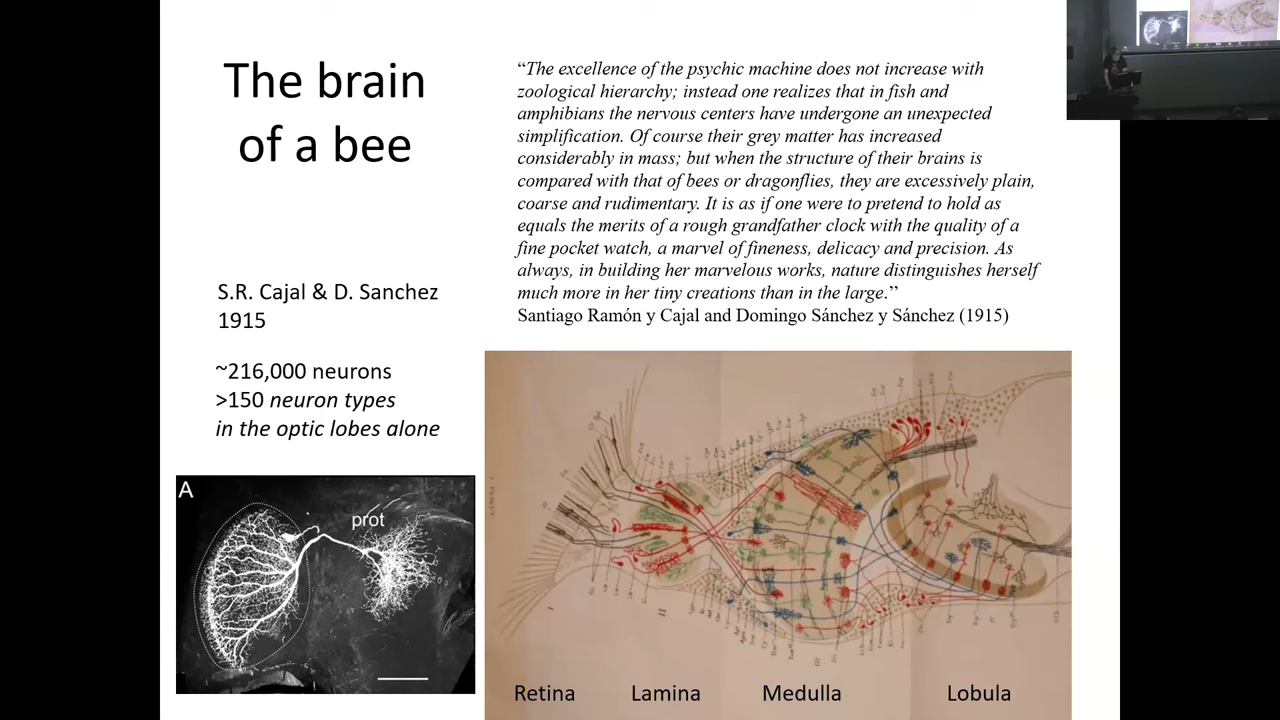 The brain
of a bee
S.R. Cajal & D. Sanchez
1915
~216,000 neurons
>150 neuron types
in the optic lobes alone
“The excellence of the psychic machine does not increase with
zoological hierarchy; instead one realizes that in fish and
amphibians the nervous centers have undergone an unexpected
simplification. Of course their grey matter has increased
considerably in mass; but when the structure of their brains is
compared with that of bees or dragonflies, they are excessively plain,
coarse and rudimentary. It is as if one were to pretend to hold as
equals the merits of a rough grandfather clock with the quality of a
fine pocket watch, a marvel of fineness, delicacy and precision. As
always, in building her marvelous works, nature distinguishes herself
much more in her tiny creations than in the large.”
Santiago Ramón y Cajal and Domingo Sánchez y Sánchez (1915)
A
prot
Retina
Lamina
Medulla
Lobula